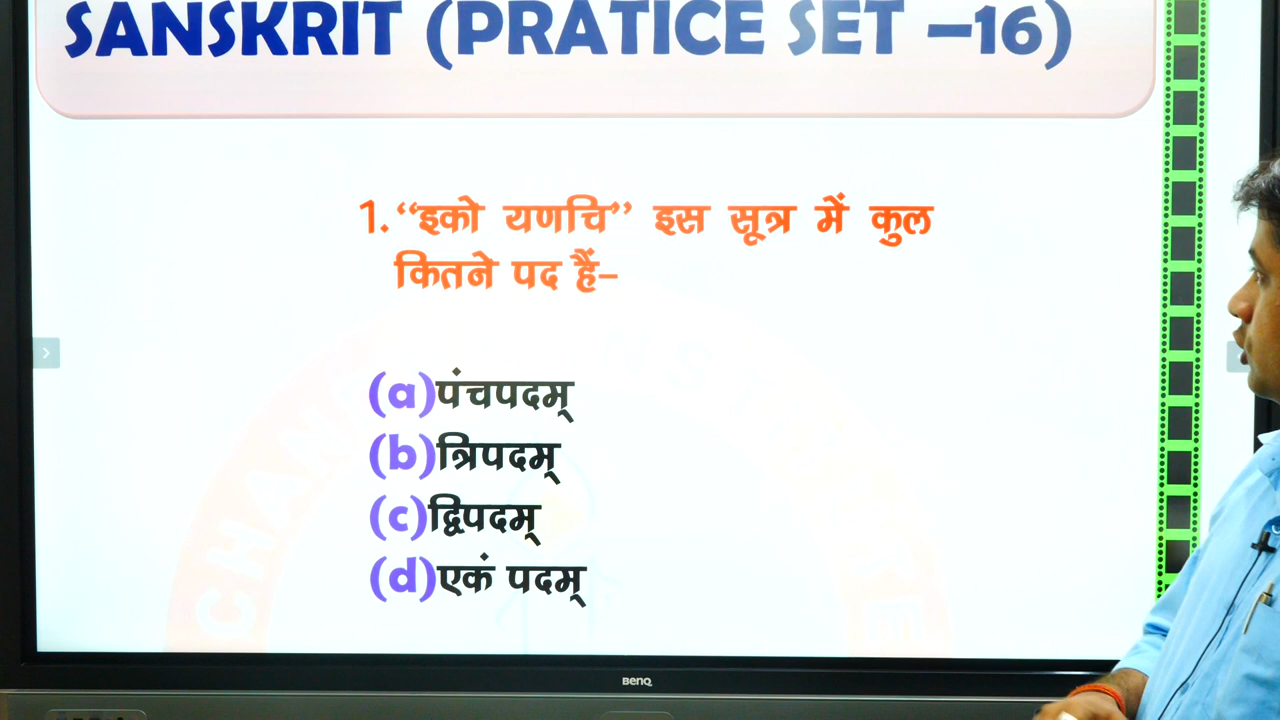 SANSKRIT (PRATICE SET –16)
1. “इको यणचि” इस सूत्र में कुल
कितने पद हैं–
(a)पंचपदम्
(b)त्रिपदम्
(c)द्विपदम्
(d)एकं पदम्
BenQ